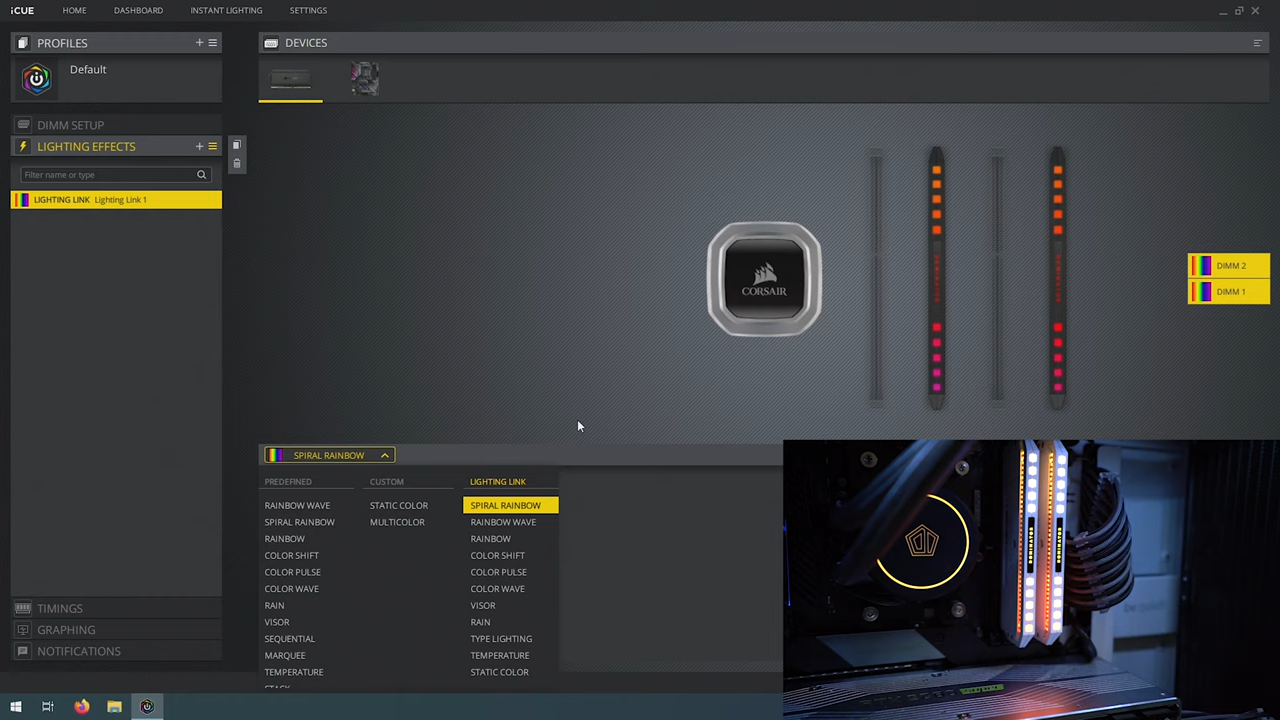 iCUE HOME DASHBOARD INSTANT LIGHTING SETTINGS
PROFILES
DEVICES
Default
DIMM SETUP
LIGHTING EFFECTS
Filter name or type
LIGHTING LINK Lighting Link 1
CORSAIR
DIMM 2
DIMM 1
SPIRAL RAINBOW
PREDEFINED
RAINBOW WAVE
SPIRAL RAINBOW
RAINBOW
COLOR SHIFT
COLOR PULSE
COLOR WAVE
RAIN
VISOR
SEQUENTIAL
MARQUEE
TEMPERATURE
CUSTOM
STATIC COLOR
MULTICOLOR
LIGHTING LINK
SPIRAL RAINBOW
RAINBOW WAVE
RAINBOW
COLOR SHIFT
COLOR PULSE
COLOR WAVE
VISOR
RAIN
TYPE LIGHTING
TEMPERATURE
STATIC COLOR
TIMINGS
GRAPHING
NOTIFICATIONS
DOMINATOR
DOMINATOR